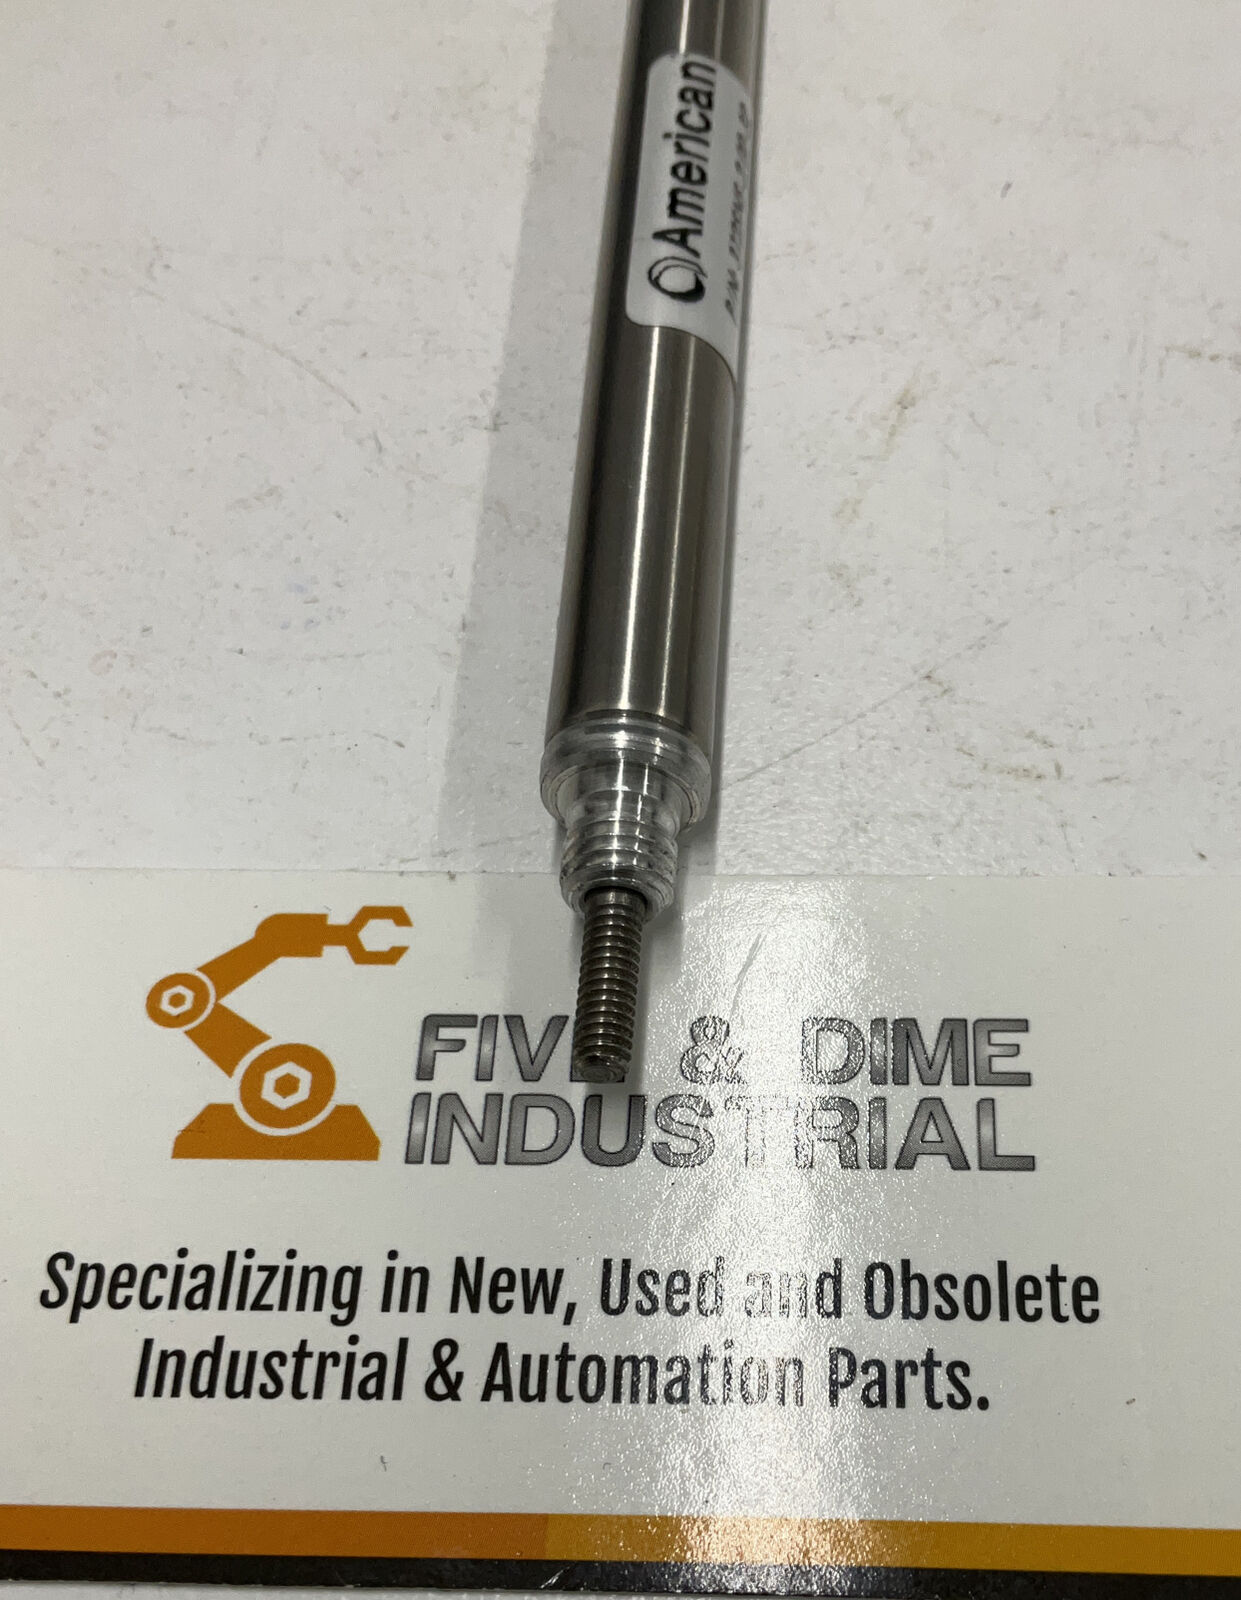 American
P/N
FIVE & DIME
INDUSTRIAL
Specializing in New, Used and Obsolete
Industrial & Automation Parts.